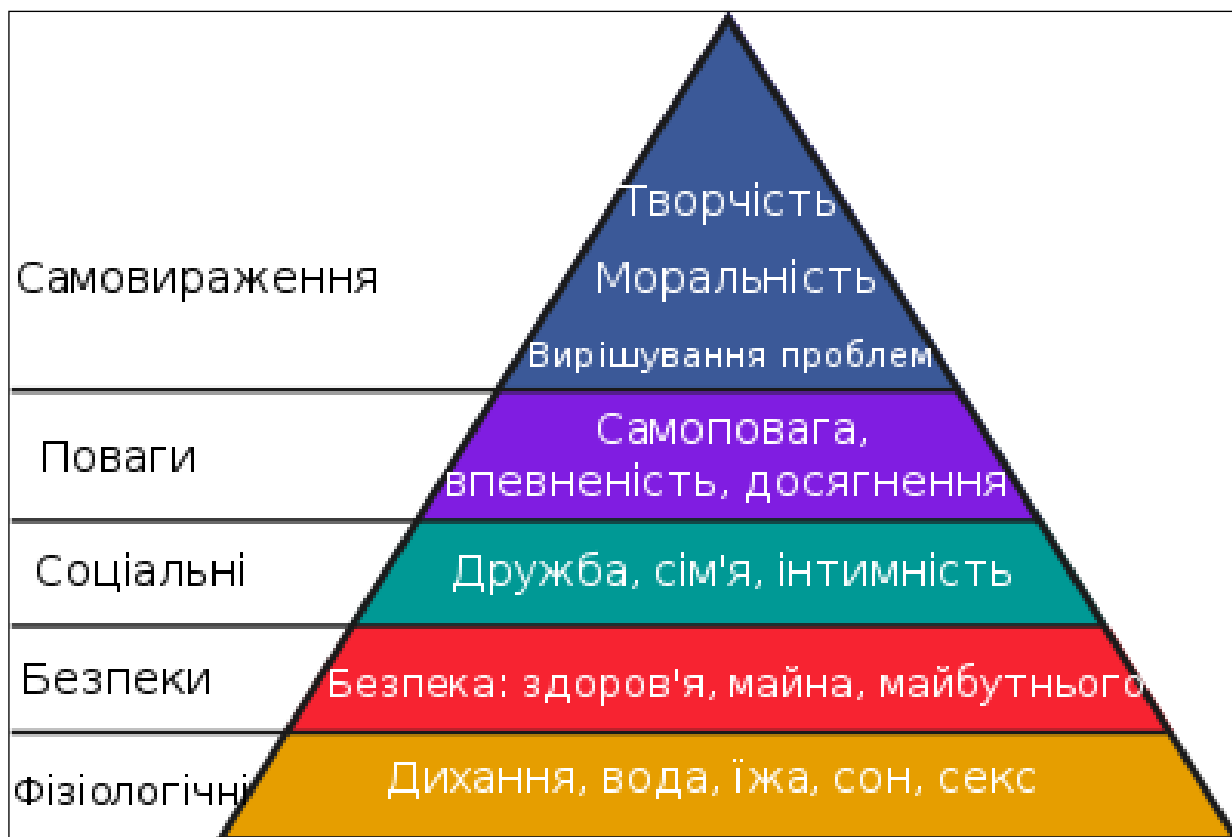 Творчість
Самовираження
Моральність
Вирішування проблем
Поваги
Самоповага,
впевненість, досягнення
Соціальні
Дружба, сім'я, інтимність
Безпеки
Безпека: здоров'я, майна, майбутнього
Фізіологічні
Дихання, вода, їжа, сон, секс